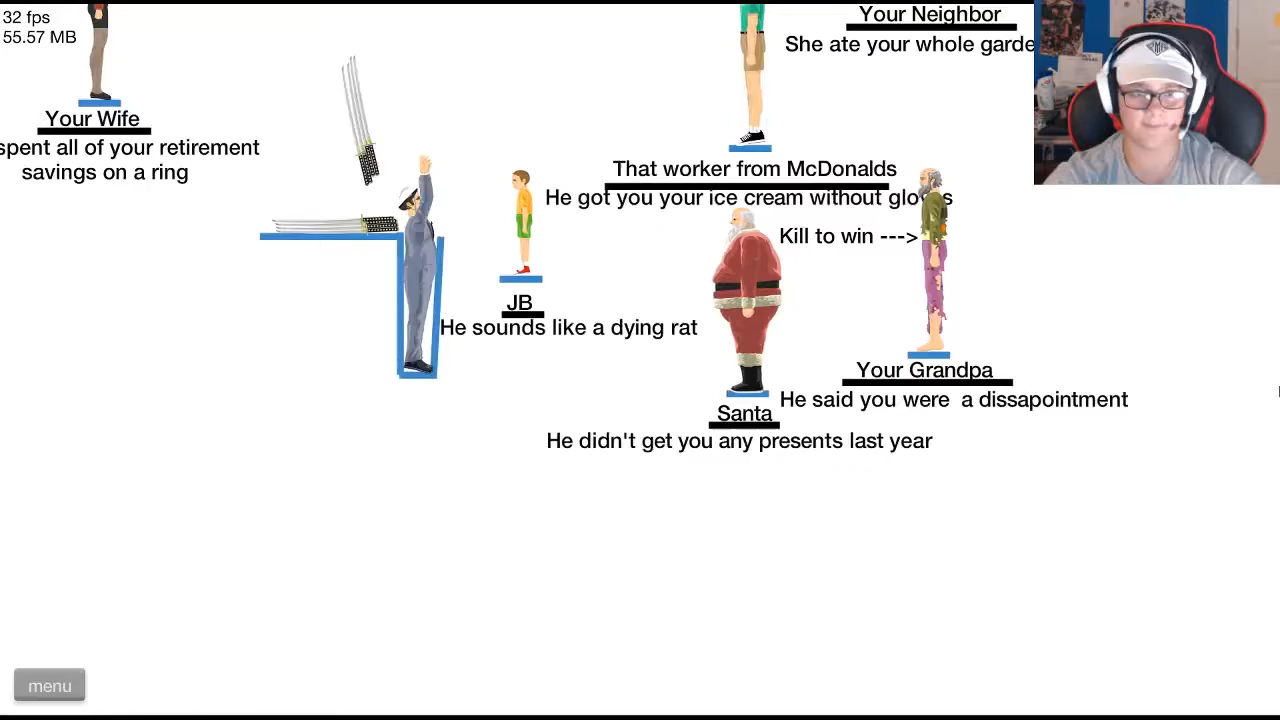 32 fps
55.57 MB
Your Neighbor
She ate your whole garde
Your Wife
spent all of your retirement
savings on a ring
That worker from McDonalds
He got you your ice cream without gloves
Kill to win --->
JB
He sounds like a dying rat
Your Grandpa
He said you were a dissapointment
Santa
He didn't get you any presents last year
menu